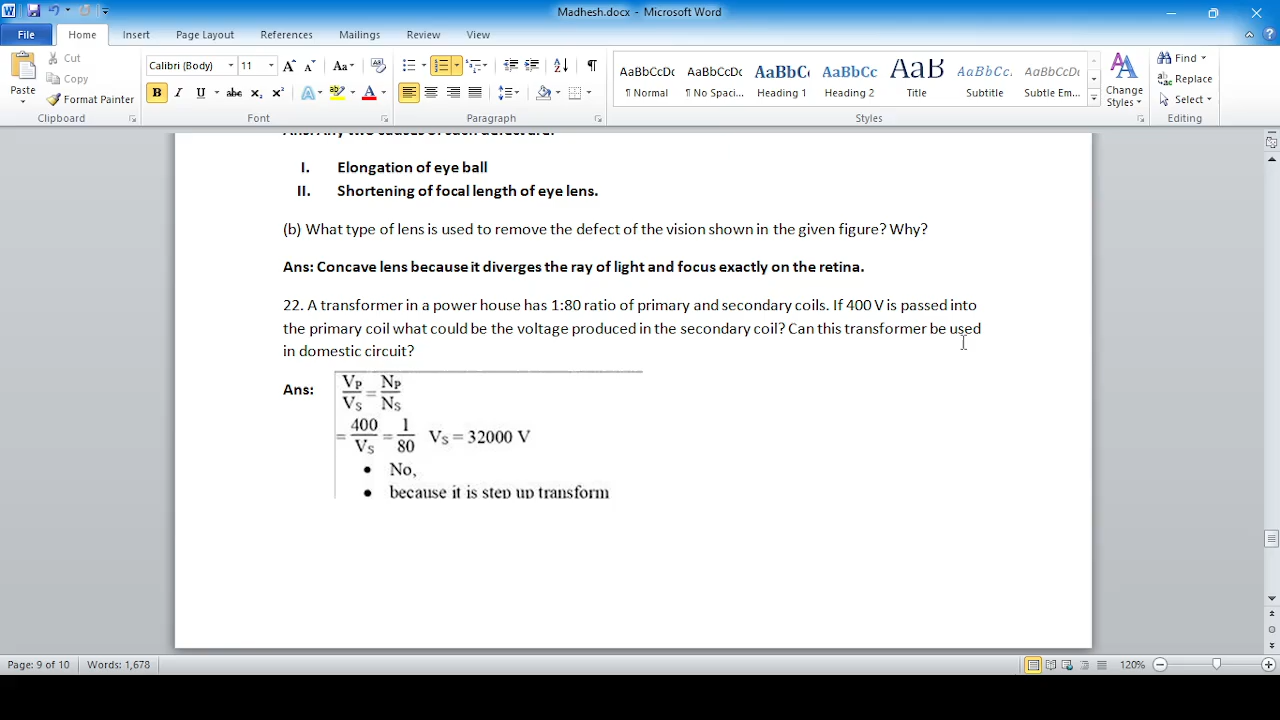 Madhesh.docx - Microsoft Word
File Home Insert Page Layout References Mailings Review View
Paste
Cut
Copy
Format Painter
Clipboard
Calibri (Body) 11
B I U abc X₂ X²
Font
Paragraph
AaBbCcDc AaBbCcDc AaBbC AaBbCc AaB AaBbCc. AaBbCcDc
¶ Normal ¶ No Spaci... Heading 1 Heading 2 Title Subtitle Subtle Em...
Styles
Change Styles
Find
Replace
Select
Editing
I. Elongation of eye ball
II. Shortening of focal length of eye lens.
(b) What type of lens is used to remove the defect of the vision shown in the given figure? Why?
Ans: Concave lens because it diverges the ray of light and focus exactly on the retina.
22. A transformer in a power house has 1:80 ratio of primary and secondary coils. If 400 V is passed into
the primary coil what could be the voltage produced in the secondary coil? Can this transformer be used
in domestic circuit?
Ans:
VP/VS = NP/NS
= 400/VS = 1/80 VS = 32000 V
• No,
• because it is step up transform
Page: 9 of 10 Words: 1,678 120%